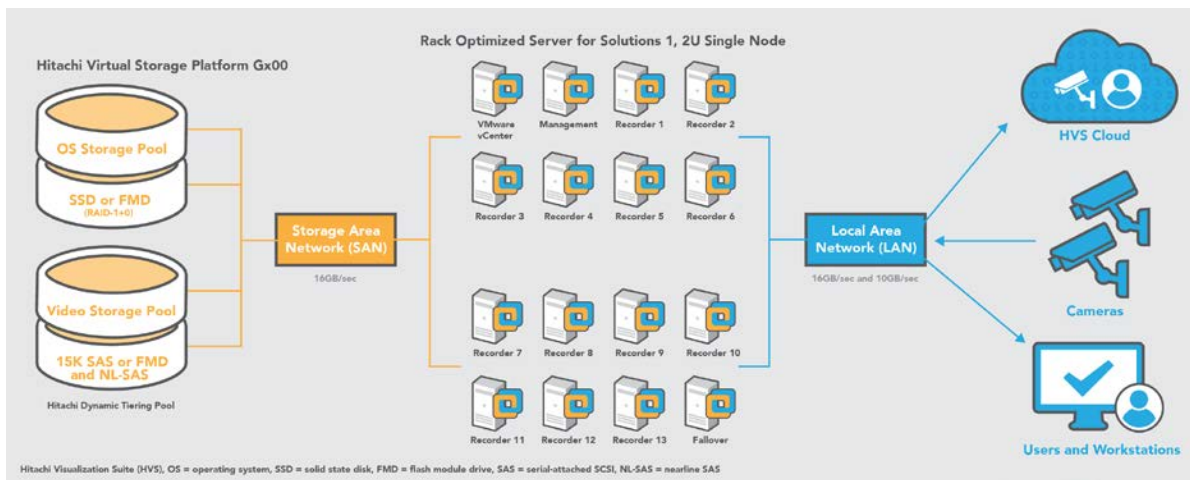 Rack Optimized Server for Solutions 1, 2U Single Node
Hitachi Virtual Storage Platform Gx00
OS Storage Pool
SSD or FMD
(RAID-1+0)
Video Storage Pool
15K SAS or FMD
and NL-SAS
Hitachi Dynamic Tiering Pool
Storage Area
Network (SAN)
16GB/sec
VMware
vCenter
Management
Recorder 1
Recorder 2
Recorder 3
Recorder 4
Recorder 5
Recorder 6
Recorder 7
Recorder 8
Recorder 9
Recorder 10
Recorder 11
Recorder 12
Recorder 13
Fallover
Local Area
Network (LAN)
16GB/sec and 10GB/sec
HVS Cloud
Cameras
Users and Workstations
Hitachi Visualization Suite (HVS), OS = operating system, SSD = solid state disk, FMD = flash module drive, SAS = serial-attached SCSI, NL-SAS = nearline SAS